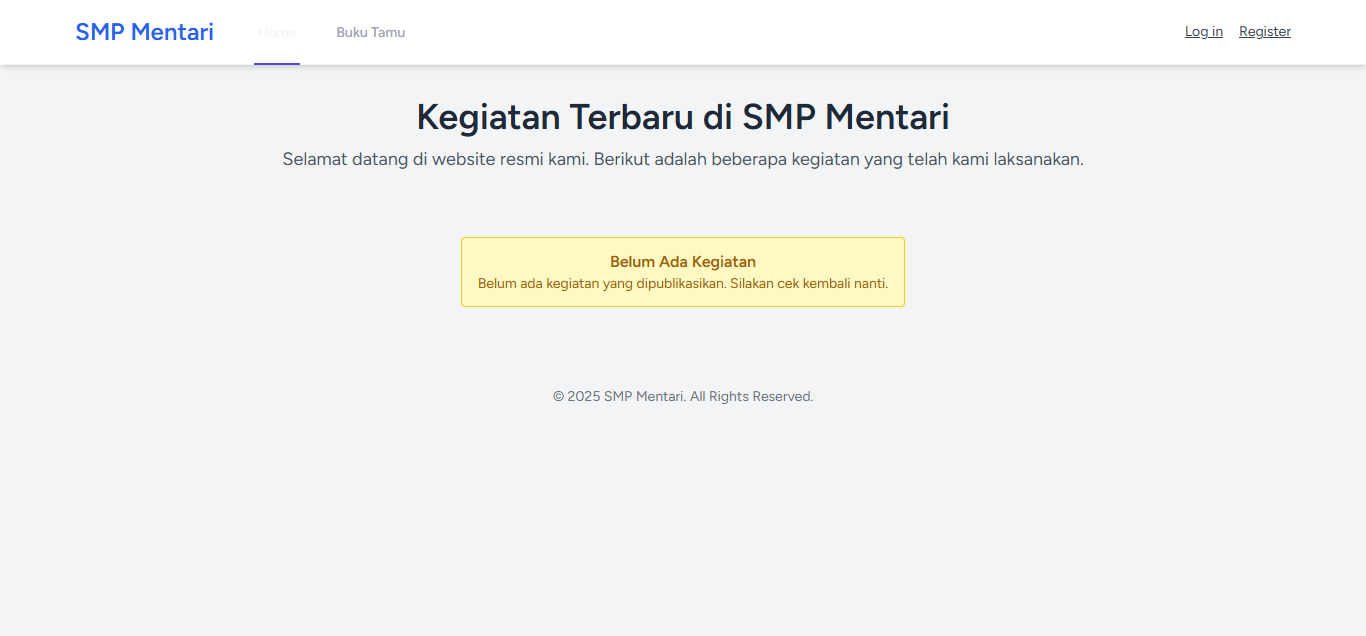 SMP Mentari
Home
Buku Tamu
Log in
Register
Kegiatan Terbaru di SMP Mentari
Selamat datang di website resmi kami. Berikut adalah beberapa kegiatan yang telah kami laksanakan.
Belum Ada Kegiatan
Belum ada kegiatan yang dipublikasikan. Silakan cek kembali nanti.
© 2025 SMP Mentari. All Rights Reserved.